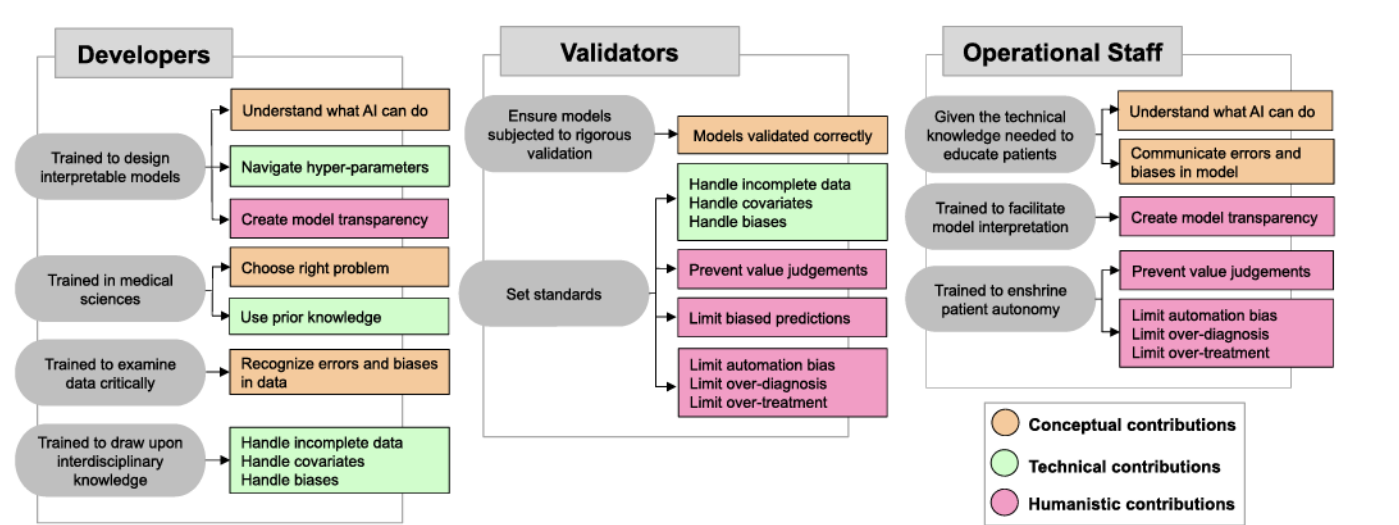 Developers
Trained to design
interpretable models
Understand what AI can do
Navigate hyper-parameters
Create model transparency
Trained in medical
sciences
Choose right problem
Use prior knowledge
Trained to examine
data critically
Recognize errors and biases
in data
Trained to draw upon
interdisciplinary
knowledge
Handle incomplete data
Handle covariates
Handle biases
Validators
Ensure models
subjected to rigorous
validation
Models validated correctly
Set standards
Handle incomplete data
Handle covariates
Handle biases
Prevent value judgements
Limit biased predictions
Limit automation bias
Limit over-diagnosis
Limit over-treatment
Operational Staff
Given the technical
knowledge needed to
educate patients
Understand what AI can do
Communicate errors and
biases in model
Trained to facilitate
model interpretation
Create model transparency
Trained to enshrine
patient autonomy
Prevent value judgements
Limit automation bias
Limit over-diagnosis
Limit over-treatment
Conceptual contributions
Technical contributions
Humanistic contributions